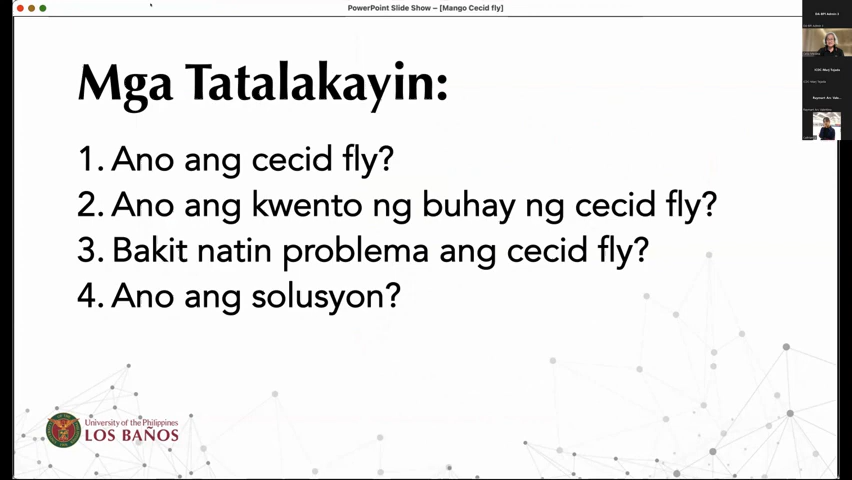 PowerPoint Slide Show – [Mango Cecid fly]
Mga Tatalakayin:
1. Ano ang cecid fly?
2. Ano ang kwento ng buhay ng cecid fly?
3. Bakit natin problema ang cecid fly?
4. Ano ang solusyon?
University of the Philippines
LOS BAÑOS